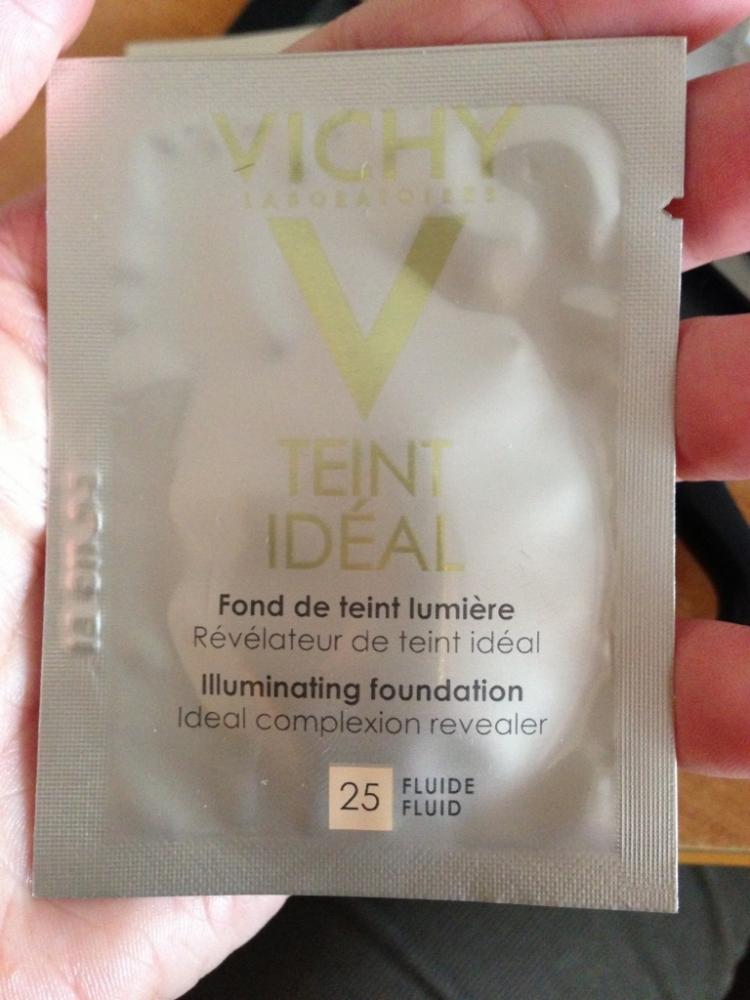 VICHY
LABORATOIRES
V
TEINT
IDÉAL
Fond de teint lumière
Révélateur de teint idéal
Illuminating foundation
Ideal complexion revealer
25 FLUIDE
FLUID